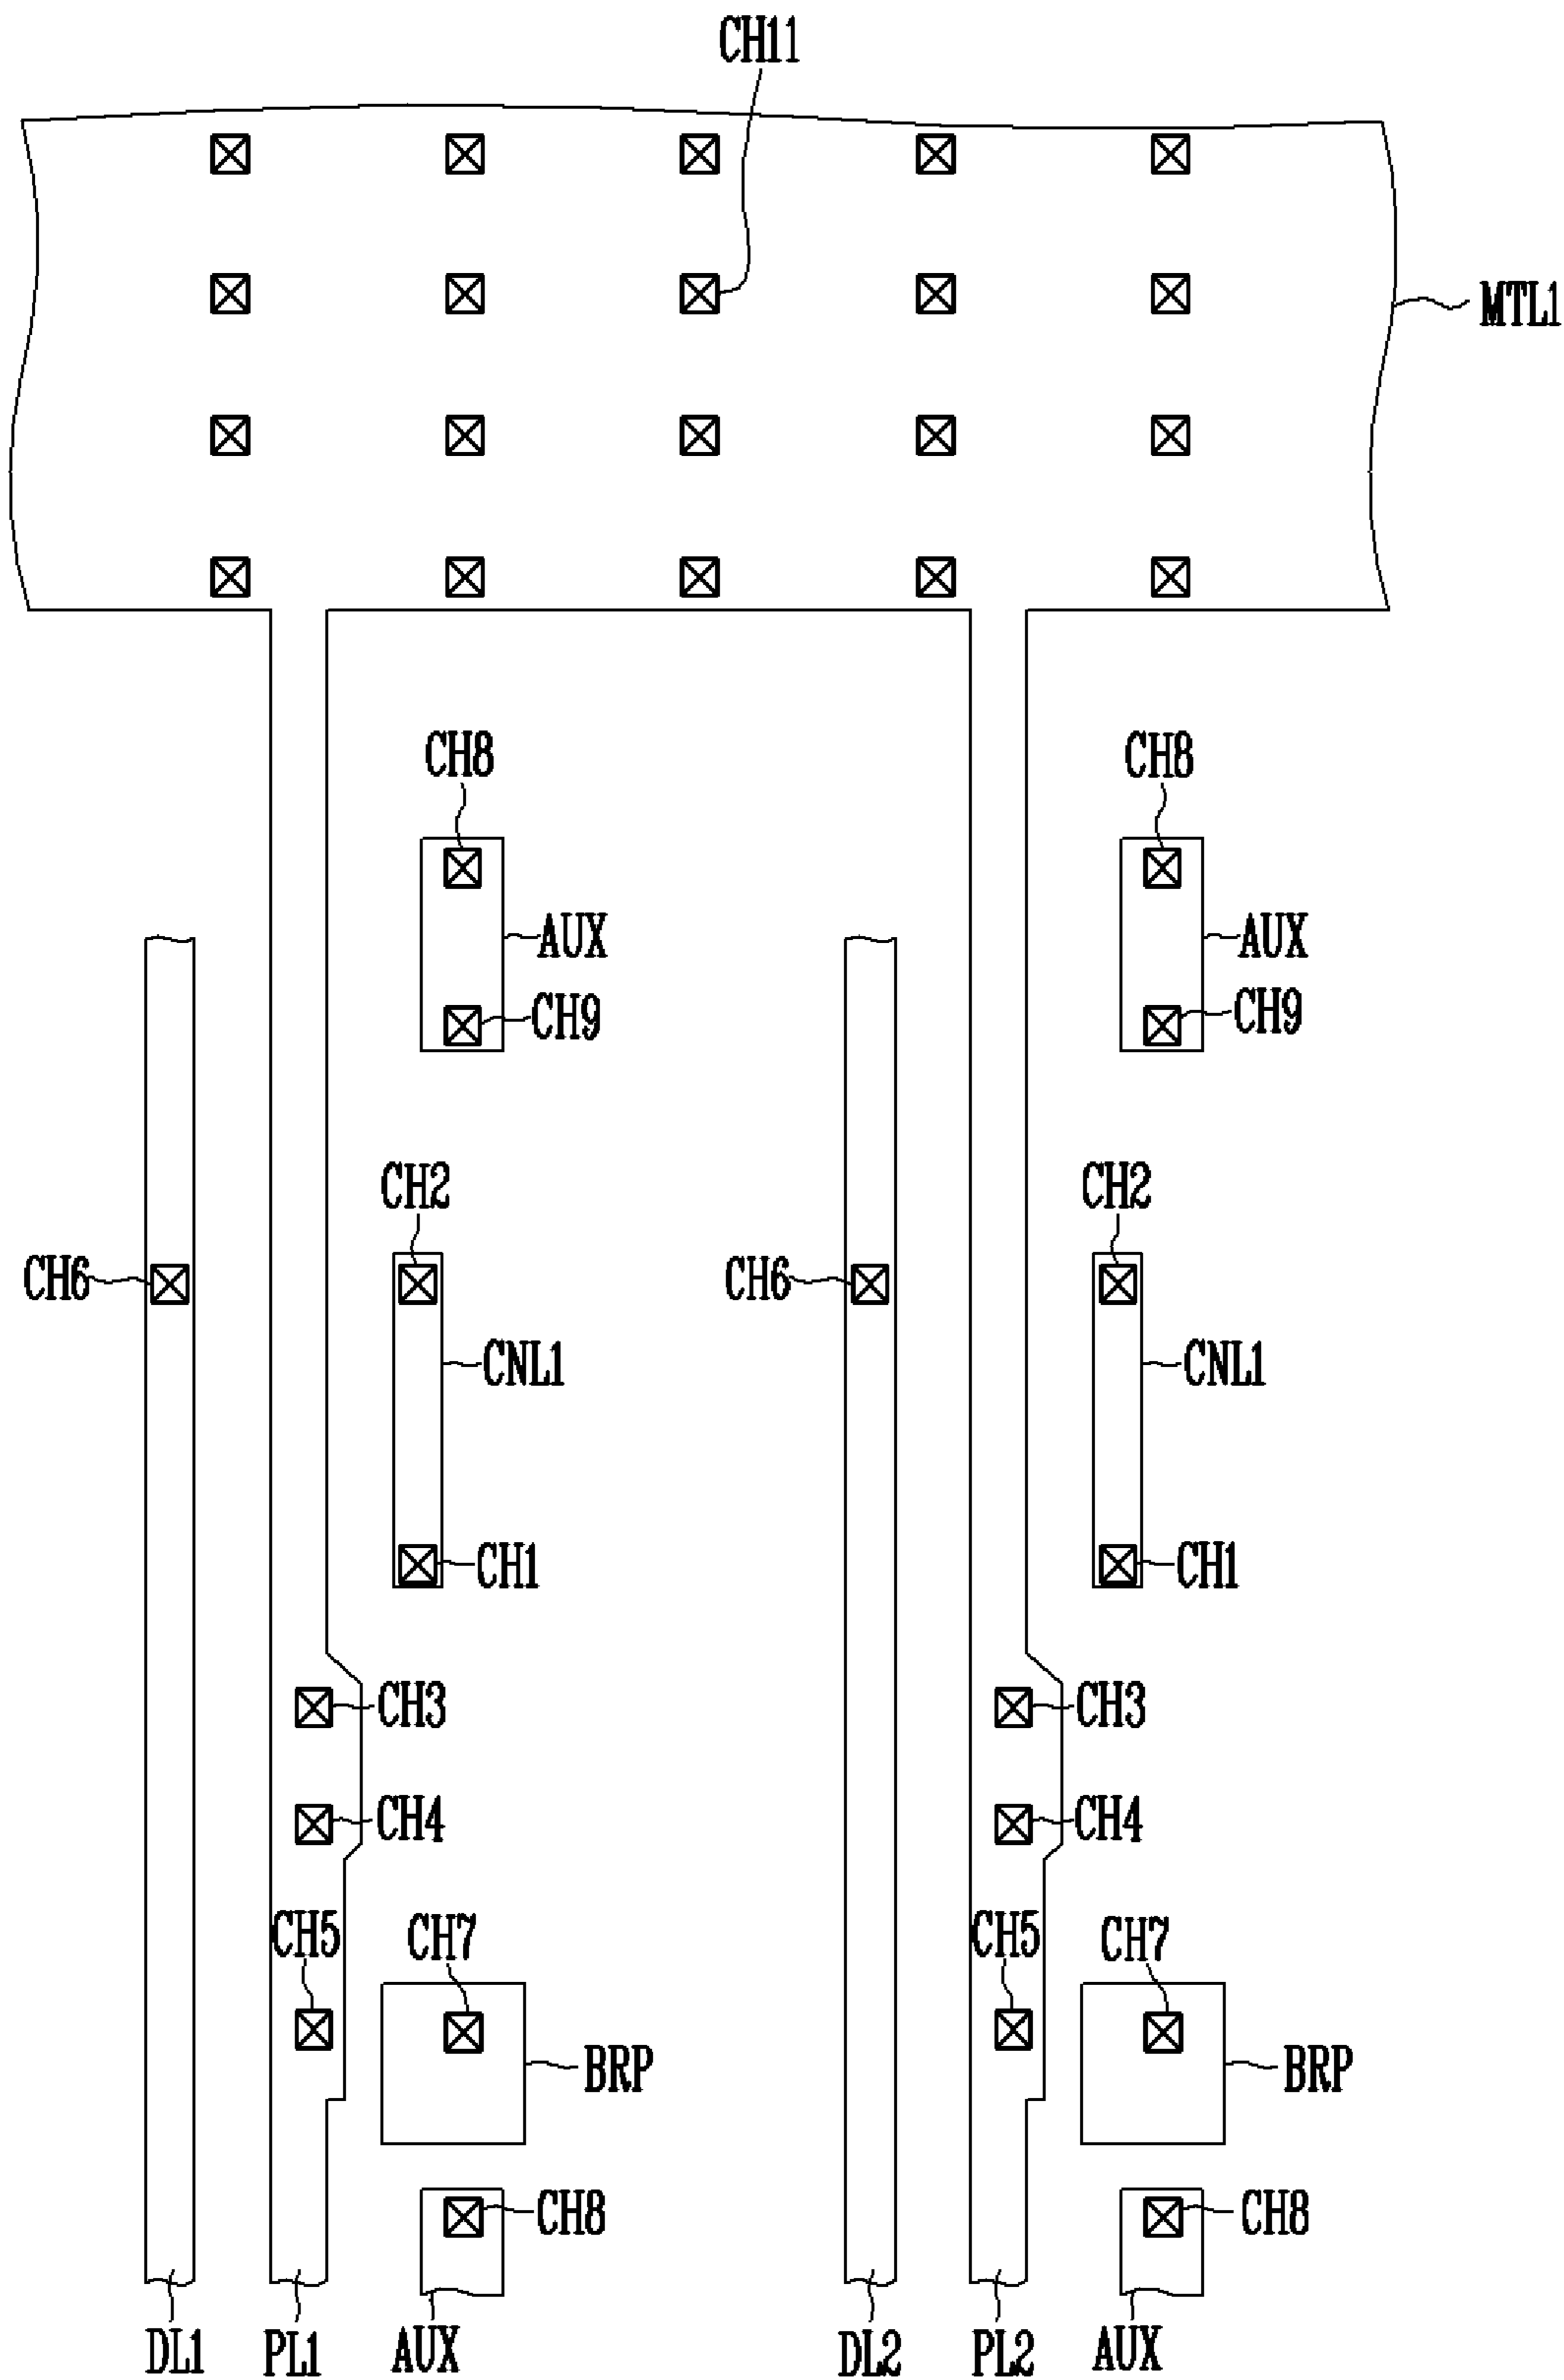 CH11
MTL1
CH8 CH8
AUX AUX
CH9 CH9
CH2 CH2
CH6 CH6
CNL1 CNL1
CH1 CH1
CH3 CH3
CH4 CH4
CH5 CH7 CH5 CH7
BRP BRP
CH8 CH8
DL1 PL1 AUX DL2 PL2 AUX